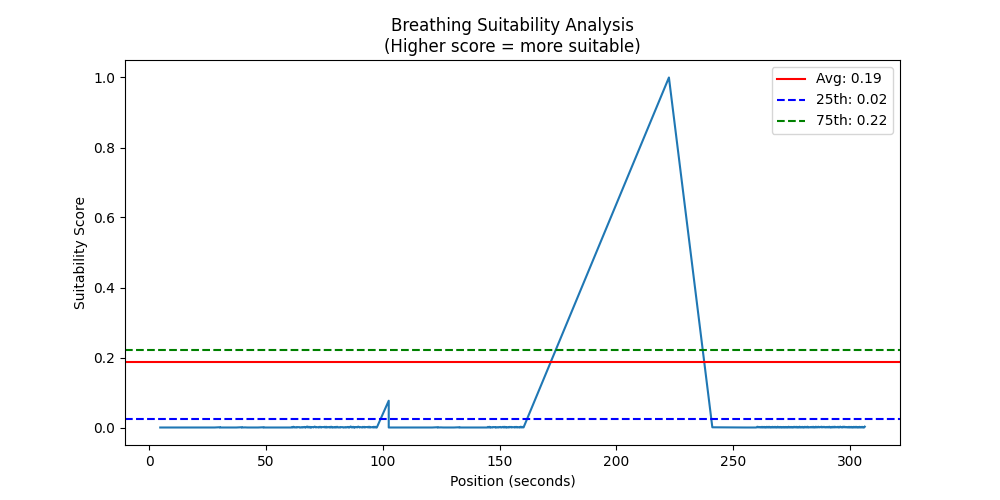 Breathing Suitability Analysis
(Higher score = more suitable)
Avg: 0.19
25th: 0.02
75th: 0.22
Suitability Score
1.0
0.8
0.6
0.4
0.2
0.0
0 50 100 150 200 250 300
Position (seconds)